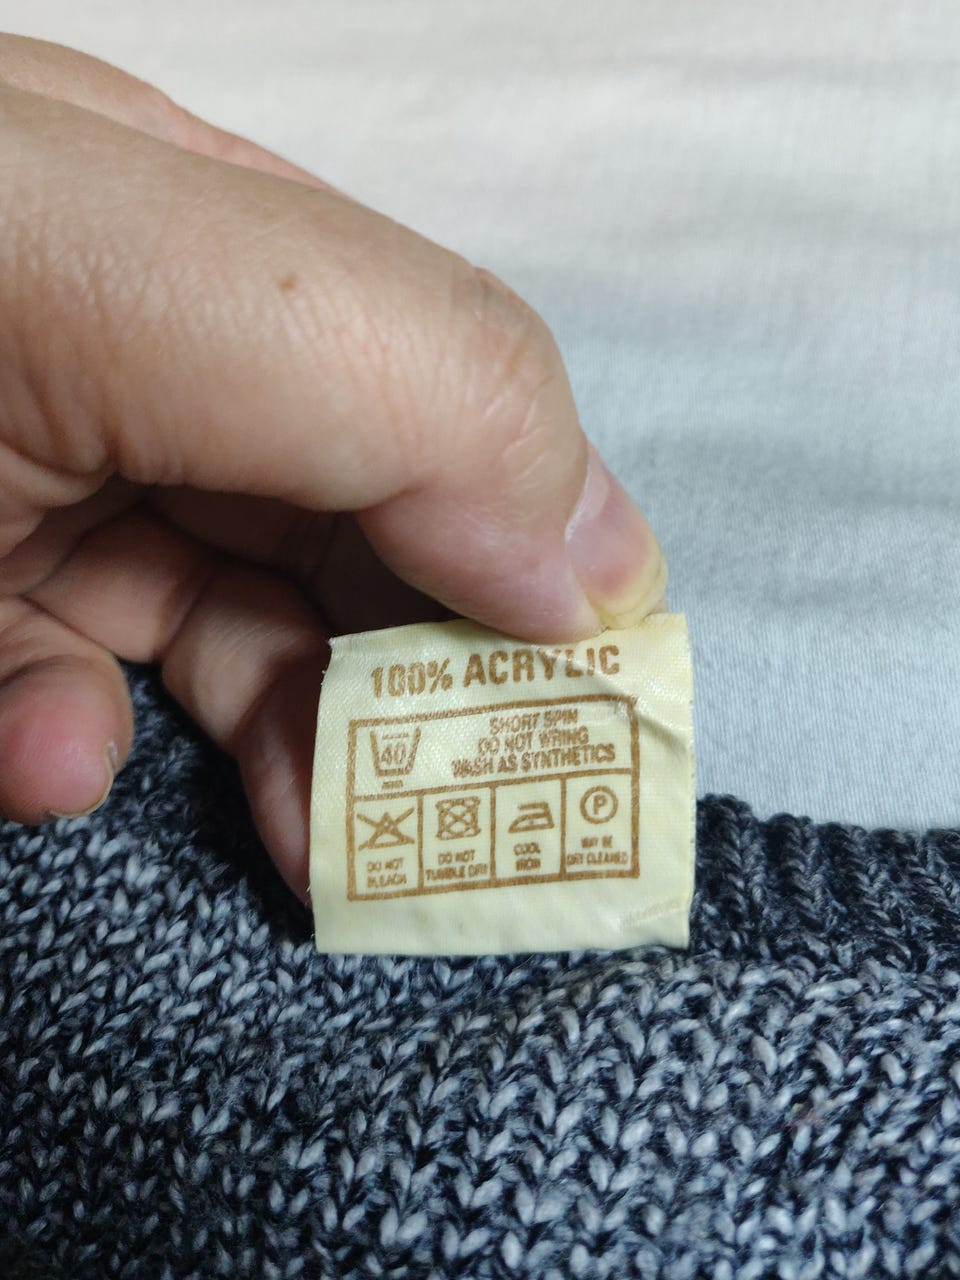 100% ACRYLIC
40
SHORT SPIN
DO NOT WRING
WASH AS SYNTHETICS
P
DO NOT
BLEACH
DO NOT
TUMBLE DRY
COOL
IRON
MAY BE
DRY CLEANED